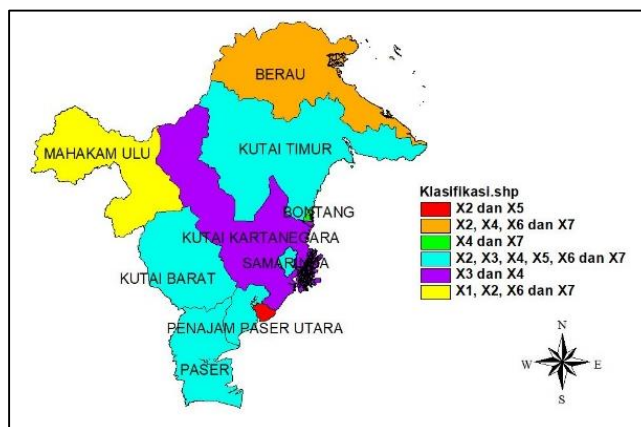 BERAU
MAHAKAM ULU
KUTAI TIMUR
BONTANG
KUTAI KARTANEGARA
SAMARINDA
KUTAI BARAT
PENAJAM PASER UTARA
PASER
Klasifikasi.shp
X2 dan X5
X2, X4, X6 dan X7
X4 dan X7
X2, X3, X4, X5, X6 dan X7
X3 dan X4
X1, X2, X6 dan X7
N
W E
S